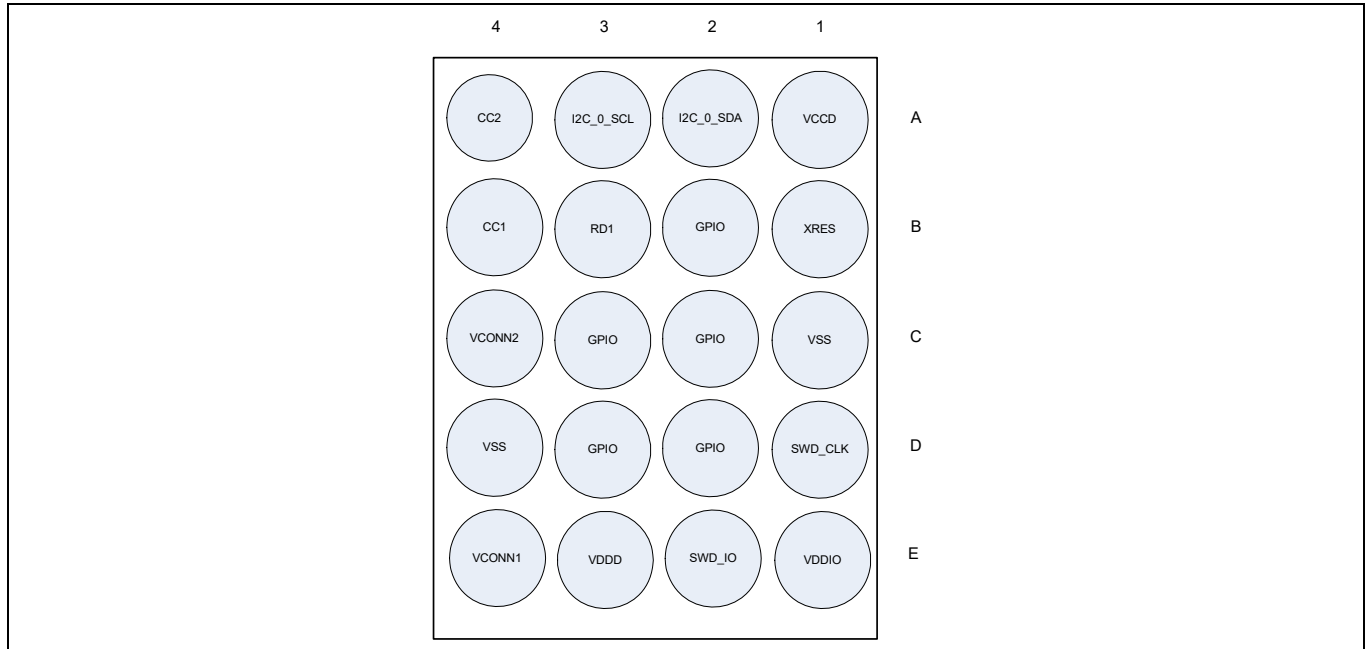 4 3 2 1
CC2 I2C_0_SCL I2C_0_SDA VCCD A
CC1 RD1 GPIO XRES B
VCONN2 GPIO GPIO VSS C
VSS GPIO GPIO SWD_CLK D
VCONN1 VDDD SWD_IO VDDIO E